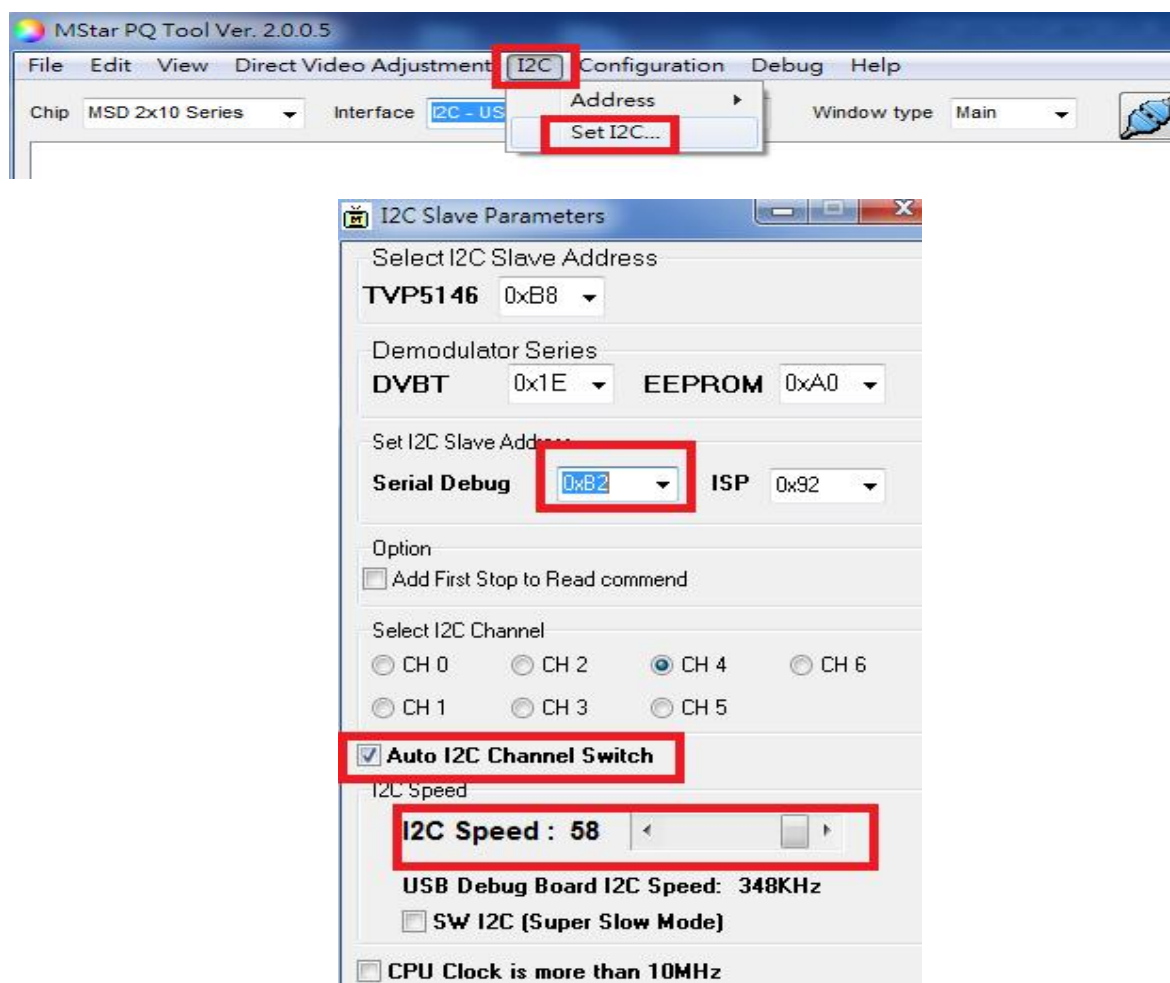 MStar PQ Tool Ver. 2.0.0.5
File Edit View Direct Video Adjustment I2C Configuration Debug Help
Chip MSD 2x10 Series Interface I2C - US Window type Main
Address
Set I2C...
I2C Slave Parameters
Select I2C Slave Address
TVP5146 0xB8
Demodulator Series
DVBT 0x1E EEPROM 0xA0
Set I2C Slave Address
Serial Debug 0xB2 ISP 0x92
Option
Add First Stop to Read commend
Select I2C Channel
CH 0 CH 2 CH 4 CH 6
CH 1 CH 3 CH 5
Auto I2C Channel Switch
I2C Speed
I2C Speed : 58
USB Debug Board I2C Speed: 348KHz
SW I2C (Super Slow Mode)
CPU Clock is more than 10MHz